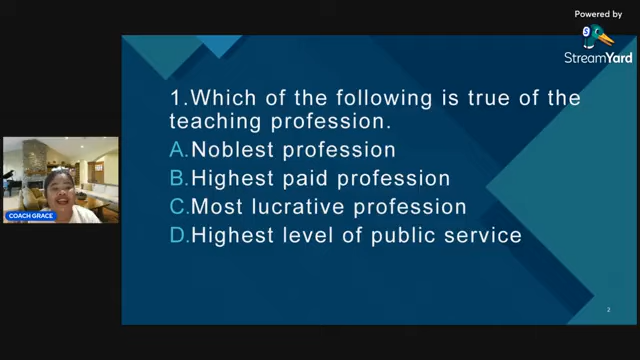 Powered by
StreamYard
1.Which of the following is true of the
teaching profession.
A.Noblest profession
B.Highest paid profession
C.Most lucrative profession
D.Highest level of public service
COACH GRACE
2